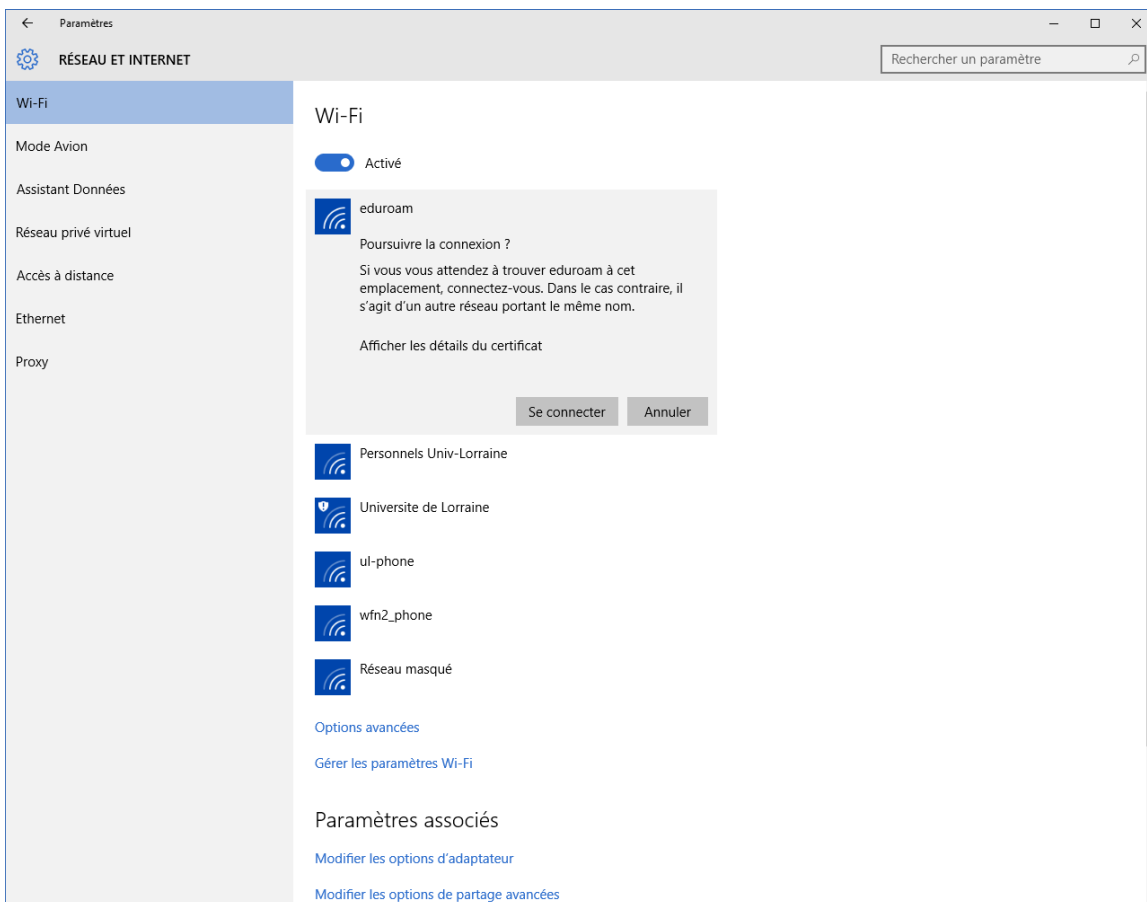 Paramètres
RÉSEAU ET INTERNET
Rechercher un paramètre
Wi-Fi
Mode Avion
Assistant Données
Réseau privé virtuel
Accès à distance
Ethernet
Proxy
Wi-Fi
Activé
eduroam
Poursuivre la connexion ?
Si vous vous attendez à trouver eduroam à cet
emplacement, connectez-vous. Dans le cas contraire, il
s’agit d’un autre réseau portant le même nom.
Afficher les détails du certificat
Se connecter
Annuler
Personnels Univ-Lorraine
Universite de Lorraine
ul-phone
wfn2_phone
Réseau masqué
Options avancées
Gérer les paramètres Wi-Fi
Paramètres associés
Modifier les options d’adaptateur
Modifier les options de partage avancées